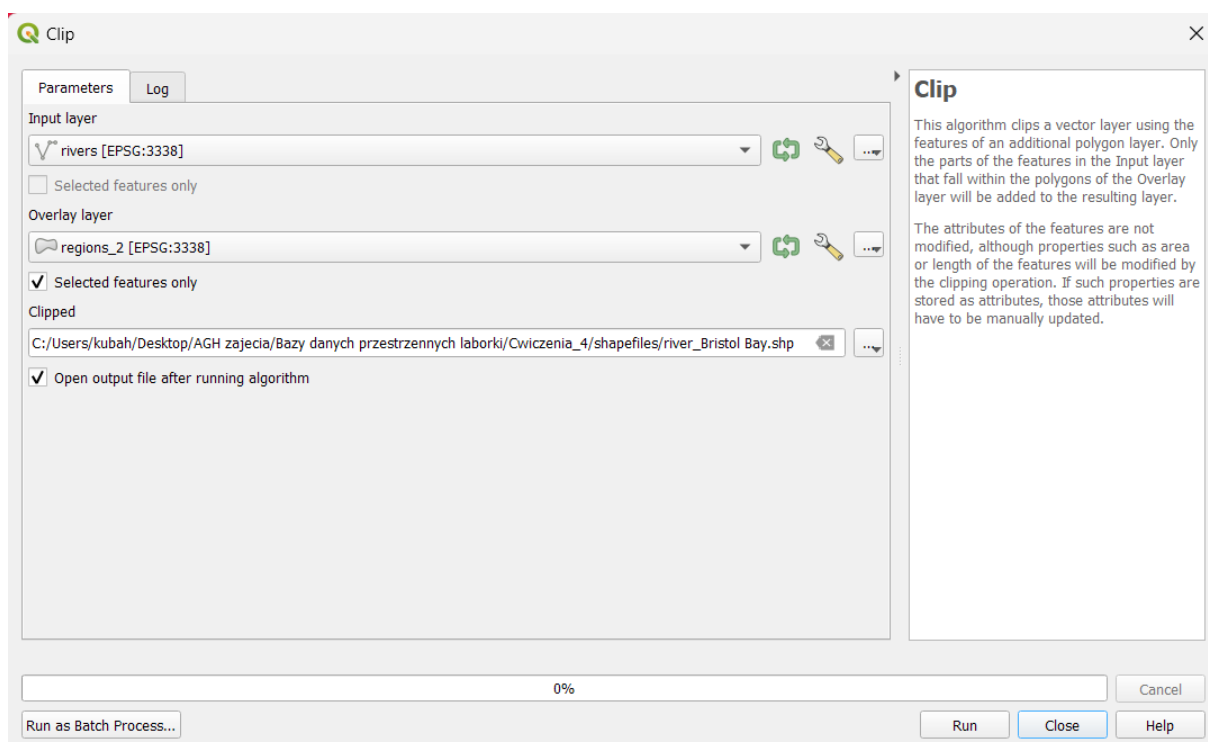 Clip
Parameters
Log
Input layer
rivers [EPSG:3338]
Selected features only
Overlay layer
regions_2 [EPSG:3338]
Selected features only
Clipped
C:/Users/kubah/Desktop/AGH zajecia/Bazy danych przestrzennych laborki/Cwiczenia_4/shapefiles/river_Bristol Bay.shp
Open output file after running algorithm
Clip
This algorithm clips a vector layer using the
features of an additional polygon layer. Only
the parts of the features in the Input layer
that fall within the polygons of the Overlay
layer will be added to the resulting layer.
The attributes of the features are not
modified, although properties such as area
or length of the features will be modified by
the clipping operation. If such properties are
stored as attributes, those attributes will
have to be manually updated.
0%
Cancel
Run as Batch Process...
Run
Close
Help